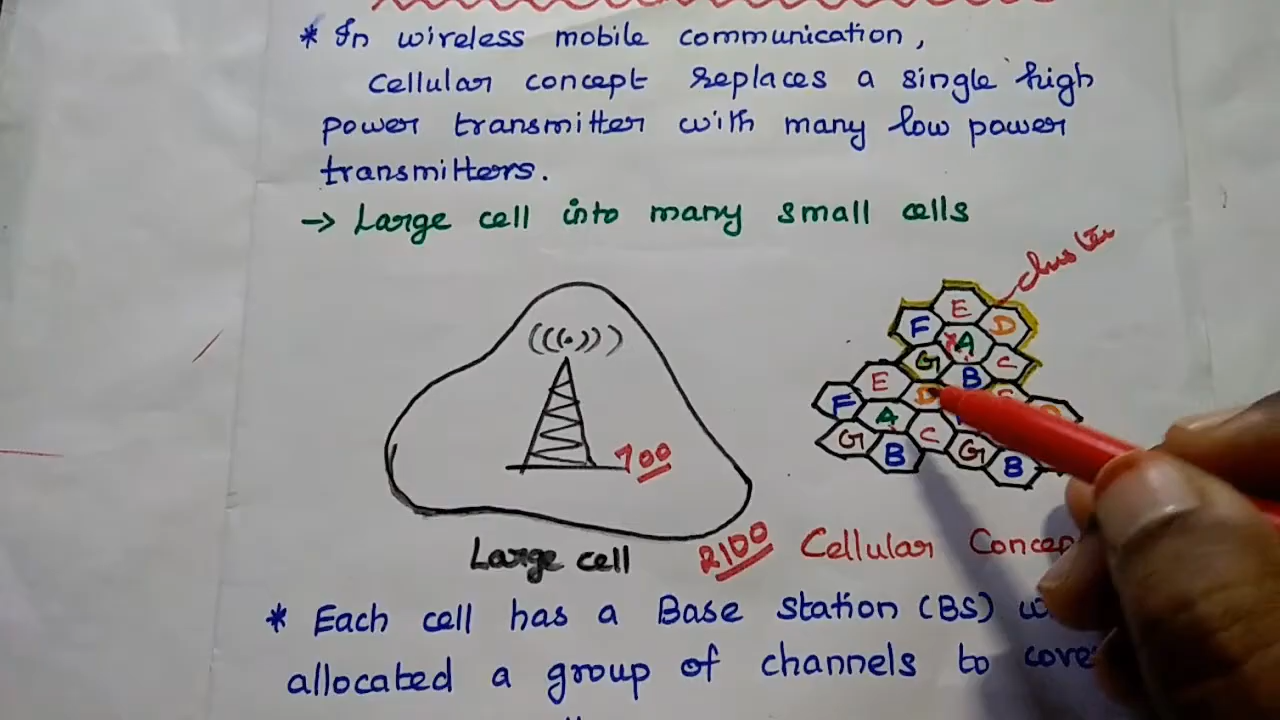 * In wireless mobile communication,
cellular concept replaces a single high
power transmitter with many low power
transmitters.
→ Large cell into many small cells
cluster
E
F D
A
G C
B
E D
F A
G C
B G B
700
Large cell
2100
Cellular Concep
* Each cell has a Base station (BS) w
allocated a group of channels to cove